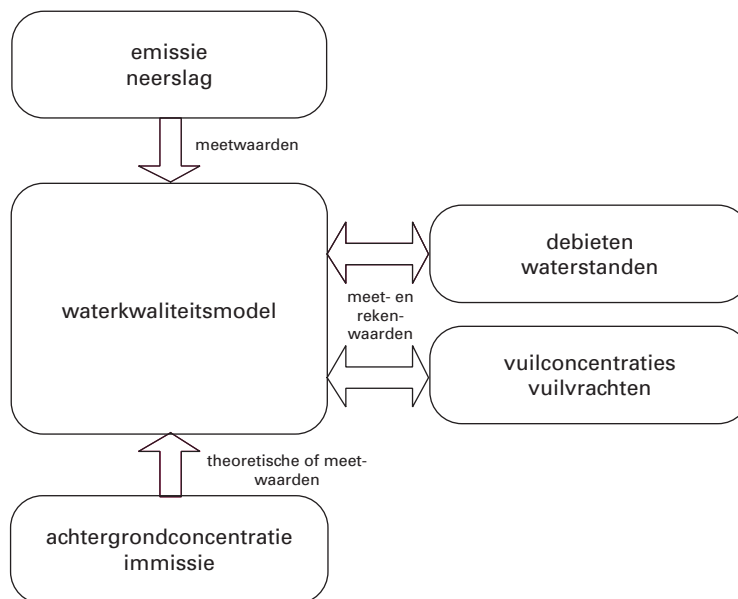 emissie
neerslag
meetwaarden
waterkwaliteitsmodel
debieten
waterstanden
meet- en
reken-
waarden
vuilconcentraties
vuilvrachten
theoretische of meet-
waarden
achtergrondconcentratie
immissie